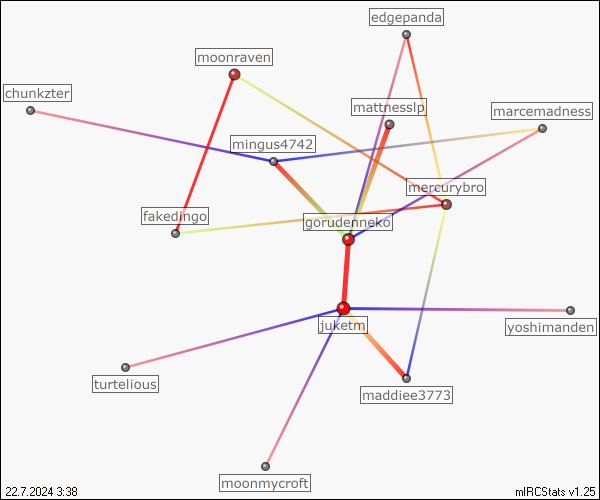 edgepanda
moonraven
chunkzter
mattnesslp
marcemadness
mingus4742
mercurybro
fakedingo
gorudenneko
juketm
yoshimanden
turtelious
maddiee3773
moonmycroft
22.7.2024 3:38
mIRCStats v1.25